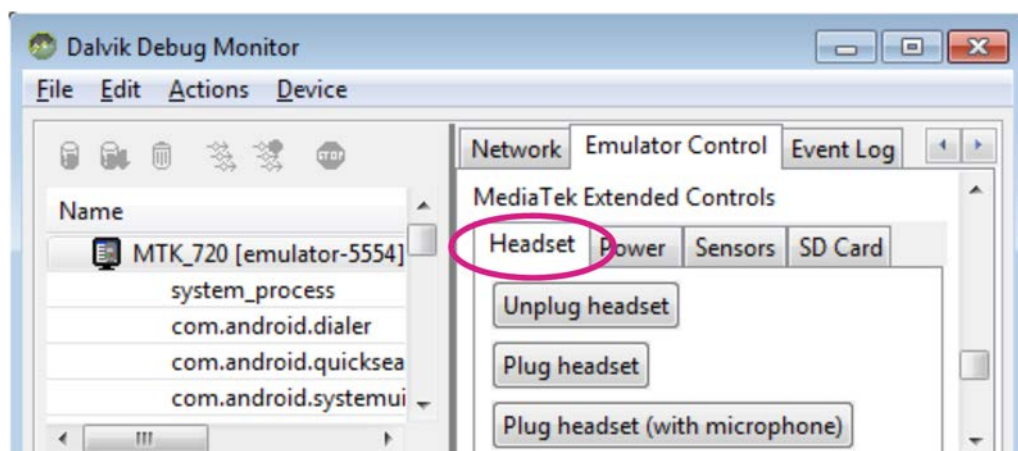 Dalvik Debug Monitor
File Edit Actions Device
STOP
Name
MTK_720 [emulator-5554]
system_process
com.android.dialer
com.android.quicksea
com.android.systemui
Network Emulator Control Event Log
MediaTek Extended Controls
Headset Power Sensors SD Card
Unplug headset
Plug headset
Plug headset (with microphone)